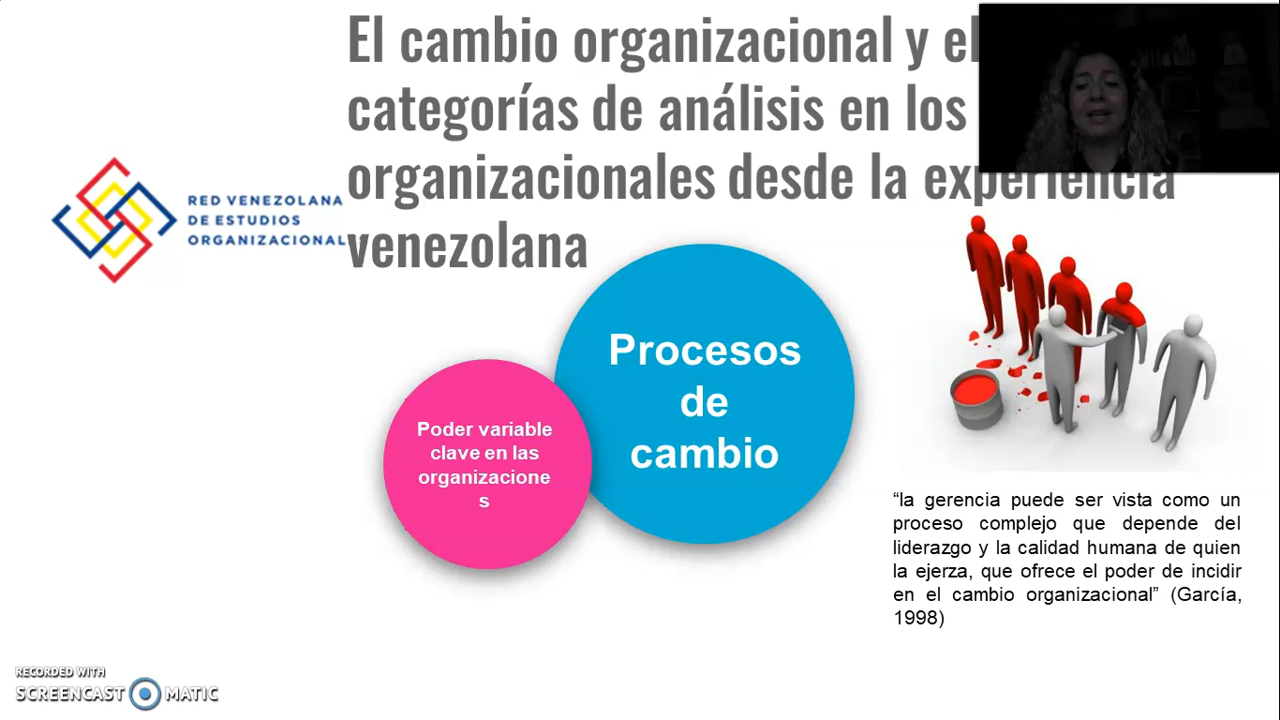 El cambio organizacional y el
categorías de análisis en los
organizacionales desde la experiencia
venezolana
RED VENEZOLANA
DE ESTUDIOS
ORGANIZACIONAL
Procesos
de
cambio
Poder variable
clave en las
organizacione
s
“la gerencia puede ser vista como un
proceso complejo que depende del
liderazgo y la calidad humana de quien
la ejerza, que ofrece el poder de incidir
en el cambio organizacional” (García,
1998)
RECORDED WITH
SCREENCAST MATIC